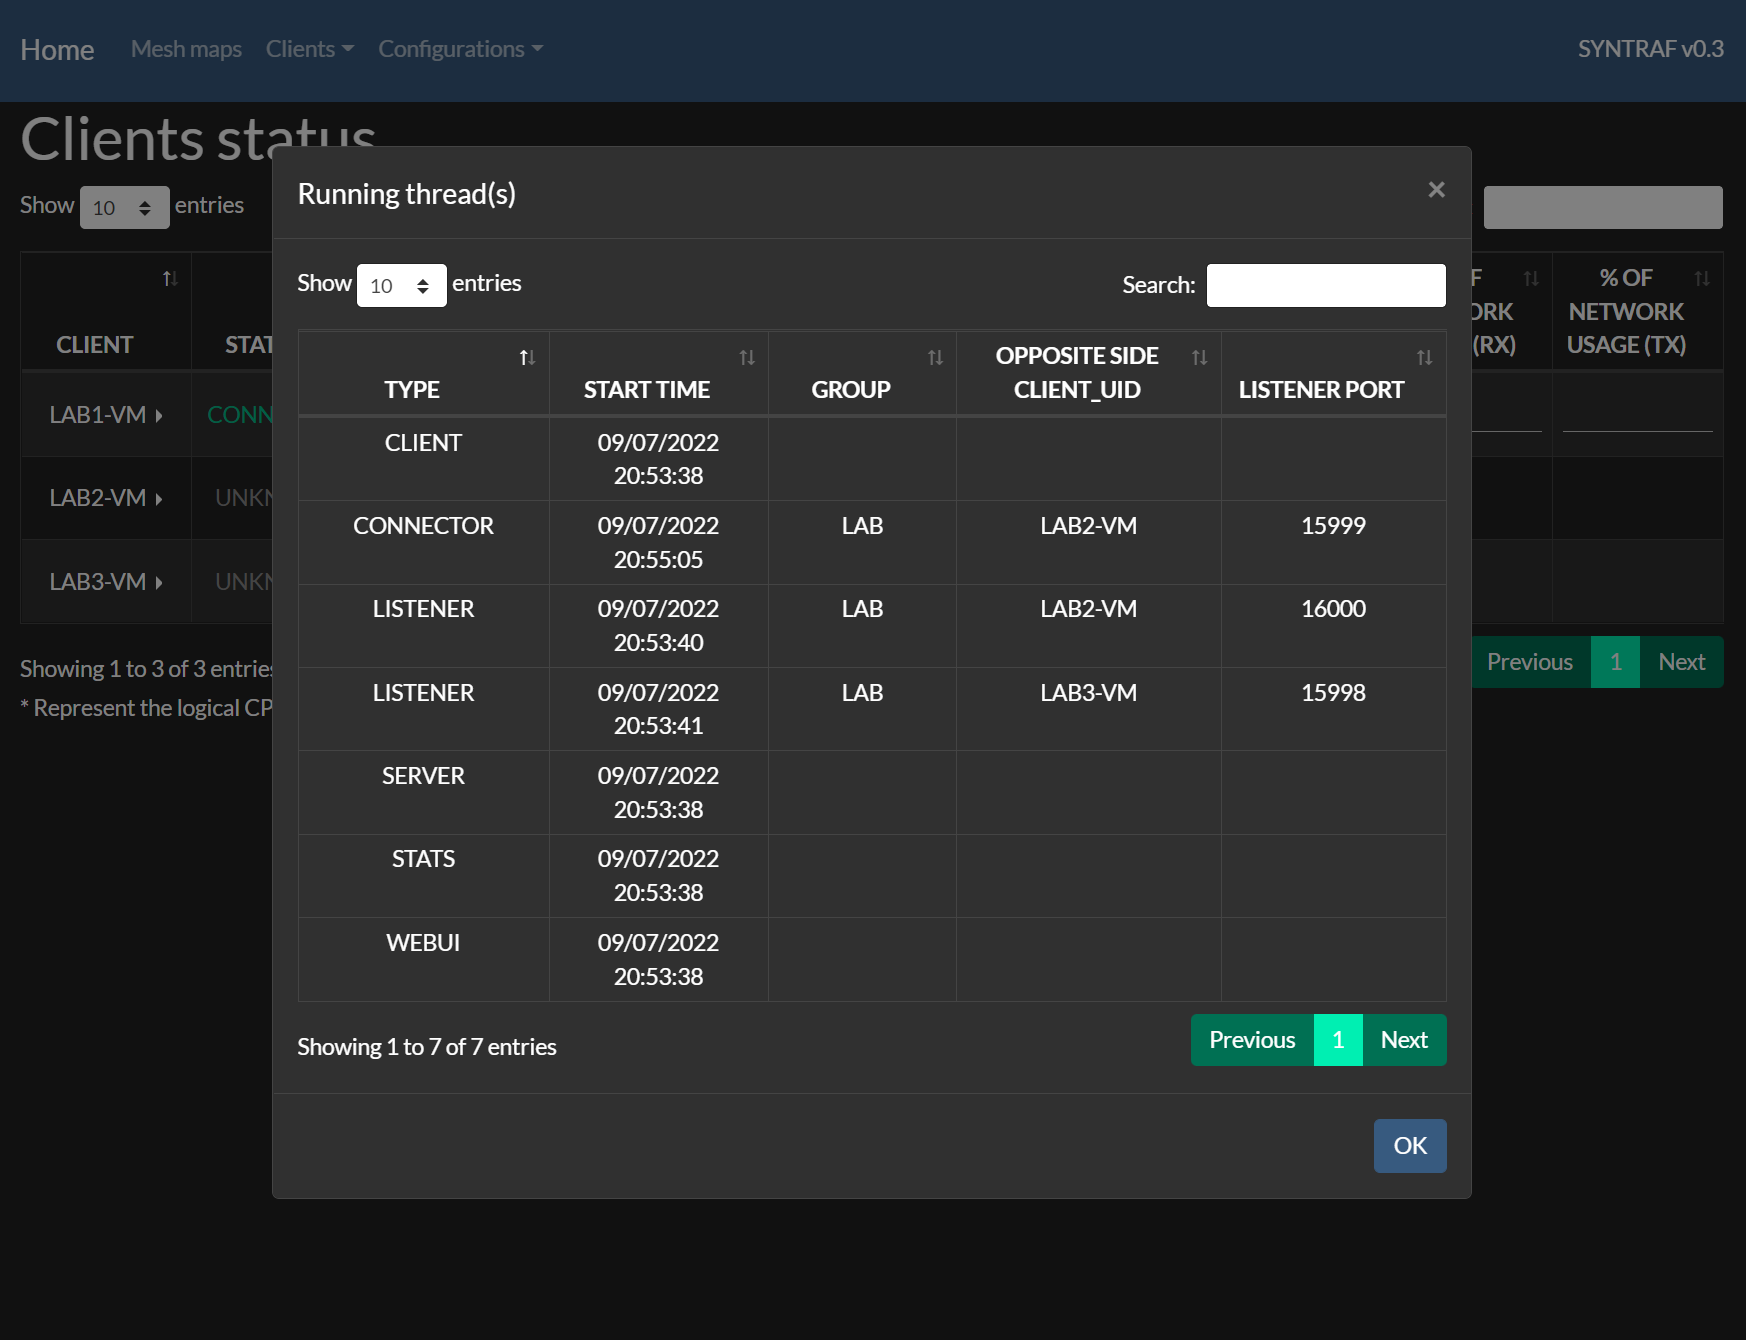 Home Mesh maps Clients Configurations SYNTRAF v0.3
Clients status
Show 10 entries
CLIENT
LAB1-VM
LAB2-VM
LAB3-VM
Showing 1 to 3 of 3 entries
* Represent the logical
Running thread(s)
×
Show 10 entries Search:
TYPE START TIME GROUP OPPOSITE SIDE CLIENT_UID LISTENER PORT
CLIENT 09/07/2022 20:53:38
CONNECTOR 09/07/2022 20:55:05 LAB LAB2-VM 15999
LISTENER 09/07/2022 20:53:40 LAB LAB2-VM 16000
LISTENER 09/07/2022 20:53:41 LAB LAB3-VM 15998
SERVER 09/07/2022 20:53:38
STATS 09/07/2022 20:53:38
WEBUI 09/07/2022 20:53:38
Showing 1 to 7 of 7 entries
Previous 1 Next
OK
(RX)
% OF
NETWORK
USAGE (TX)
Previous 1 Next